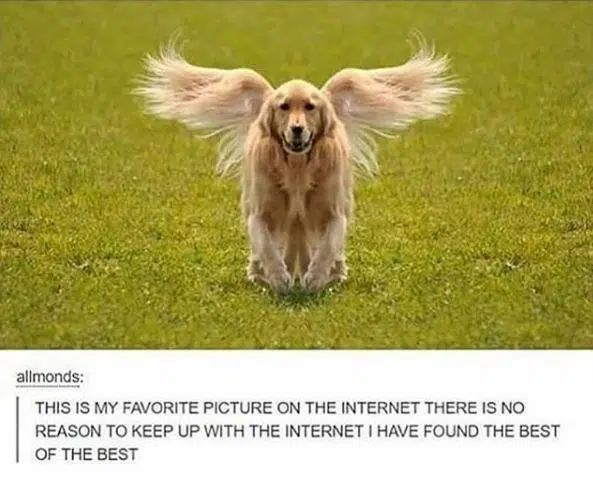 allmonds:
THIS IS MY FAVORITE PICTURE ON THE INTERNET THERE IS NO
REASON TO KEEP UP WITH THE INTERNET I HAVE FOUND THE BEST
OF THE BEST